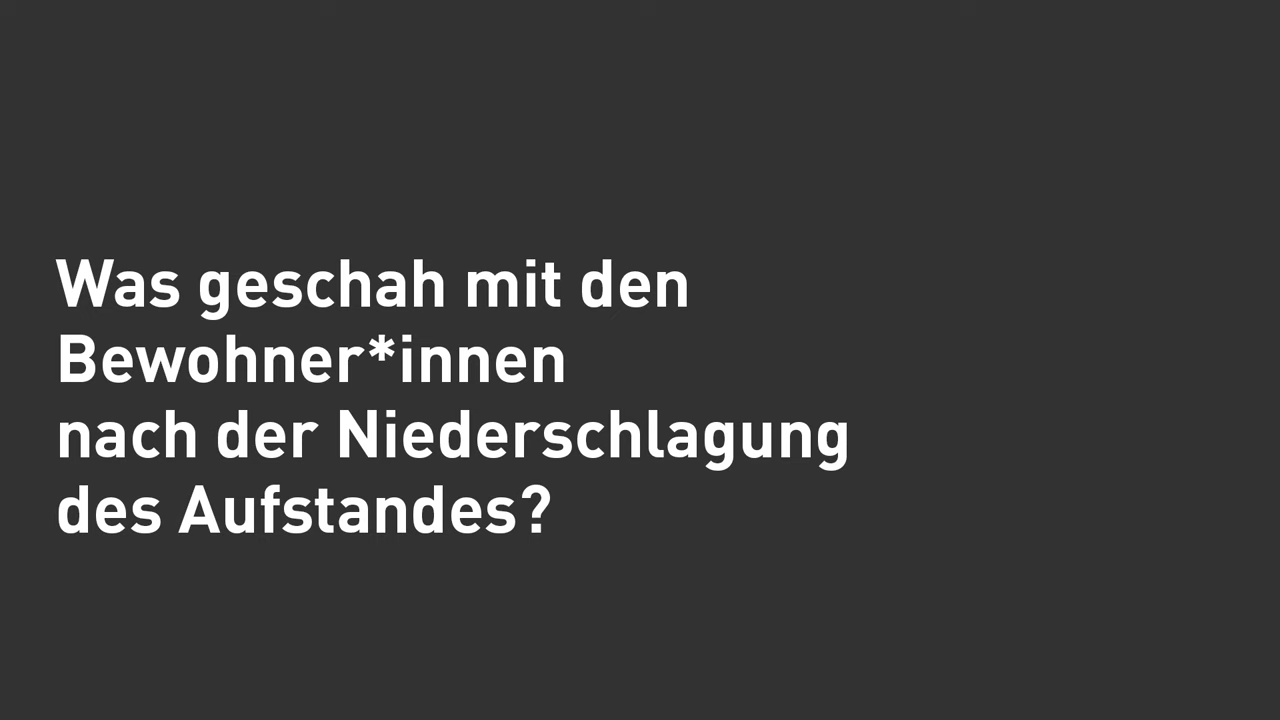 Was geschah mit den
Bewohner*innen
nach der Niederschlagung
des Aufstandes?